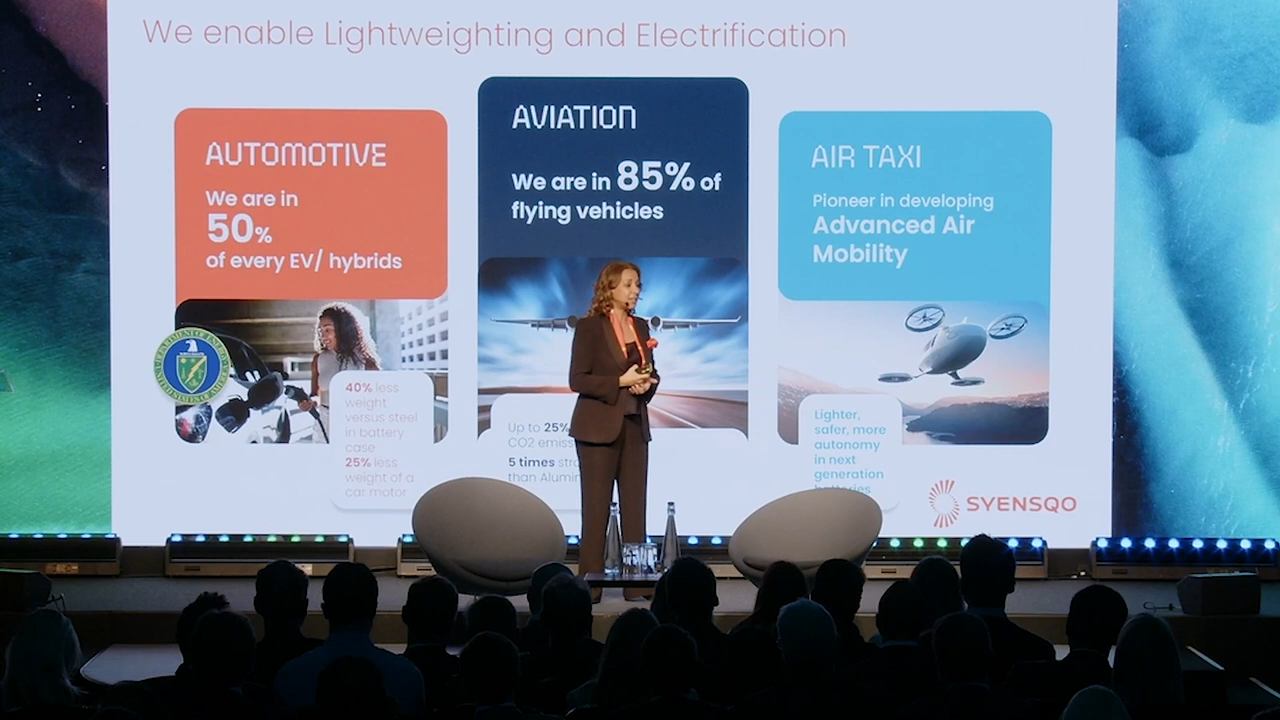 We enable Lightweighting and Electrification
AUTOMOTIVE
We are in
50%
of every EV/ hybrids
40% less
weight
versus steel
in battery
case
25% less
weight of a
car motor
AVIATION
We are in 85% of
flying vehicles
Up to 25%
CO2
5 times
than
AIR TAXI
Pioneer in developing
Advanced Air
Mobility
Lighter,
safer, more
autonomy
in next
generation
batteries
SYENSQO